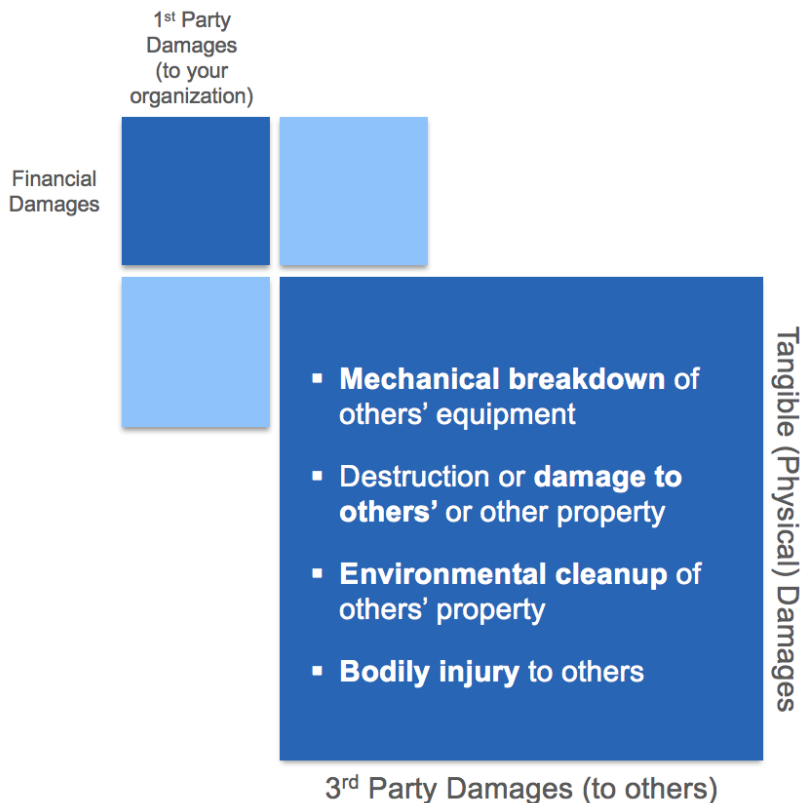 1st Party
Damages
(to your
organization)
Financial
Damages
▪ Mechanical breakdown of
others’ equipment
▪ Destruction or damage to
others’ or other property
▪ Environmental cleanup of
others’ property
▪ Bodily injury to others
Tangible (Physical) Damages
3rd Party Damages (to others)